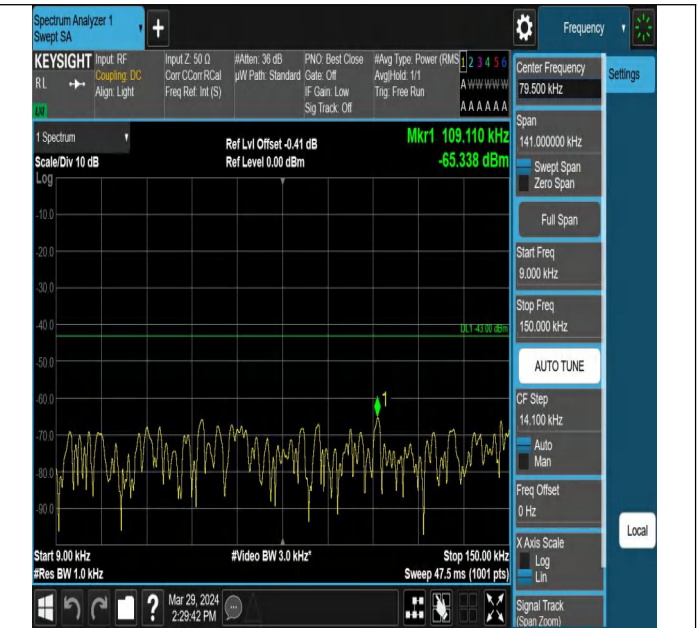 Spectrum Analyzer 1
Swept SA
+
Frequency
KEYSIGHT
RL
Input: RF
Coupling: DC
Align: Light
Input Z: 50 Ω
Corr CCorr RCal
Freq Ref: Int (S)
#Atten: 36 dB
µW Path: Standard
PNO: Best Close
Gate: Off
IF Gain: Low
Sig Track: Off
#Avg Type: Power (RMS
Avg|Hold: 1/1
Trig: Free Run
1 2 3 4 5 6
A W W W W W
A A A A A A
1 Spectrum
Scale/Div 10 dB
Log
Ref Lvl Offset -0.41 dB
Ref Level 0.00 dBm
Mkr1 109.110 kHz
-65.338 dBm
-10.0
-20.0
-30.0
-40.0
-50.0
-60.0
-70.0
-80.0
-90.0
DL1 -43.00 dBm
1
Start 9.00 kHz
#Res BW 1.0 kHz
#Video BW 3.0 kHz*
Stop 150.00 kHz
Sweep 47.5 ms (1001 pts)
?
Mar 29, 2024
2:29:42 PM
Center Frequency
79.500 kHz
Settings
Span
141.000000 kHz
Swept Span
Zero Span
Full Span
Start Freq
9.000 kHz
Stop Freq
150.000 kHz
AUTO TUNE
CF Step
14.100 kHz
Auto
Man
Freq Offset
0 Hz
X Axis Scale
Log
Lin
Local
Signal Track
(Span Zoom)